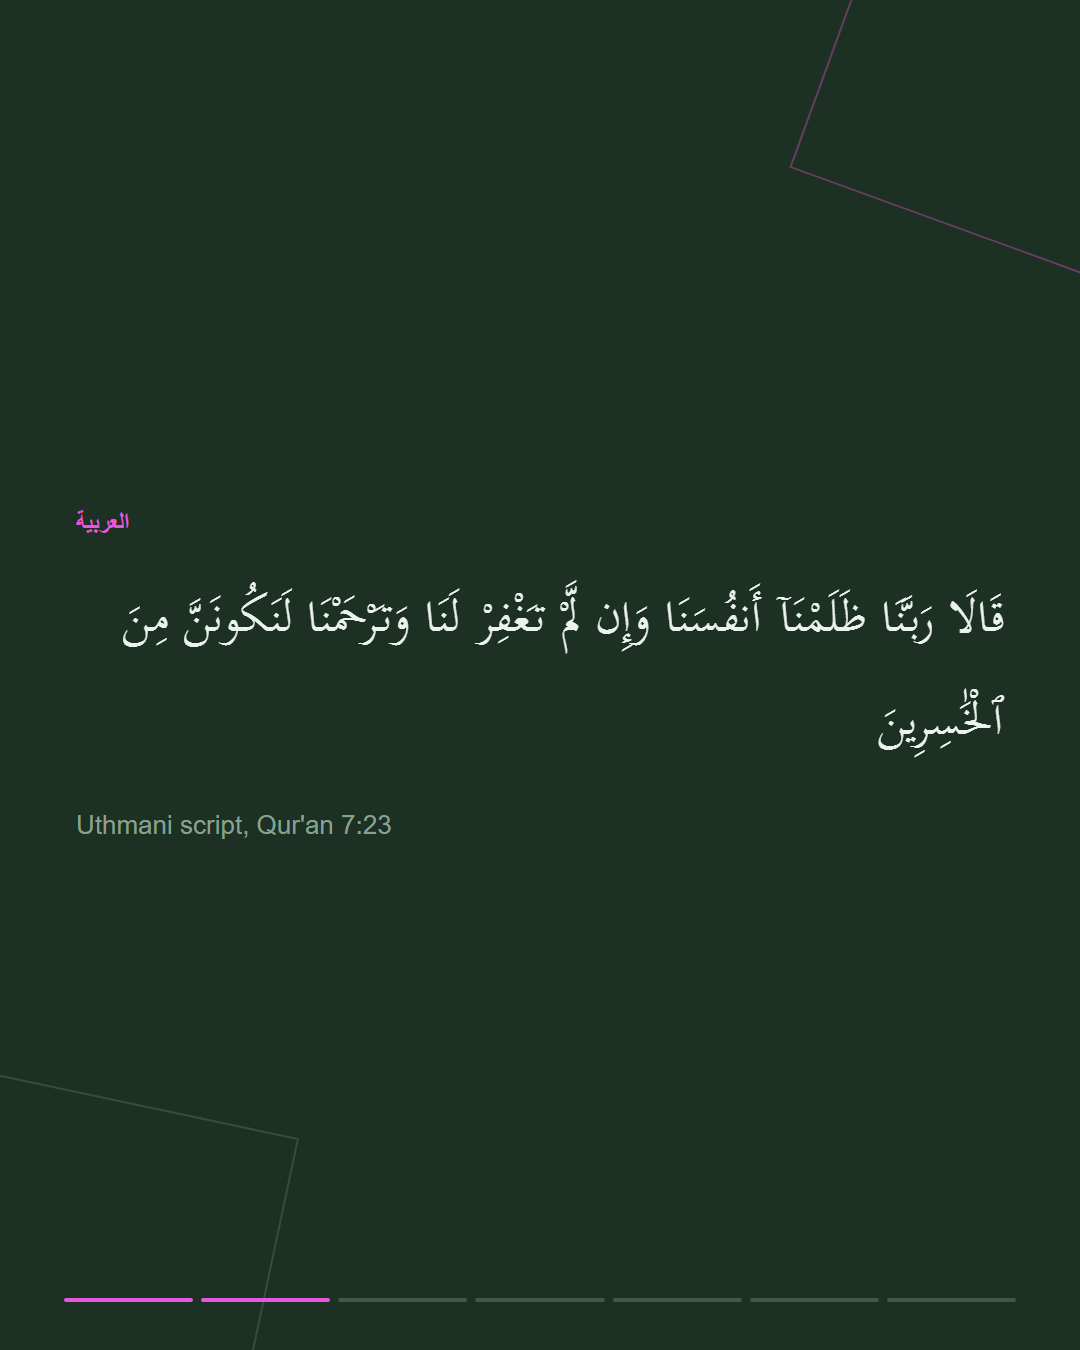 العربية
قَالَا رَبَّنَا ظَلَمْنَآ أَنفُسَنَا وَإِن لَّمْ تَغْفِرْ لَنَا وَتَرْحَمْنَا لَنَكُونَنَّ مِنَ
ٱلْخَٰسِرِينَ
Uthmani script, Qur'an 7:23